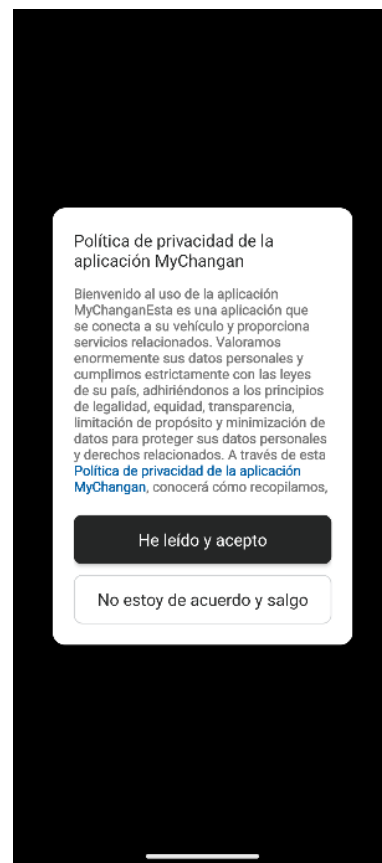 Política de privacidad de la
aplicación MyChangan
Bienvenido al uso de la aplicación
MyChanganEsta es una aplicación que
se conecta a su vehículo y proporciona
servicios relacionados. Valoramos
enormemente sus datos personales y
cumplimos estrictamente con las leyes
de su país, adhiriéndonos a los principios
de legalidad, equidad, transparencia,
limitación de propósito y minimización de
datos para proteger sus datos personales
y derechos relacionados. A través de esta
Política de privacidad de la aplicación
MyChangan, conocerá cómo recopilamos,
He leído y acepto
No estoy de acuerdo y salgo